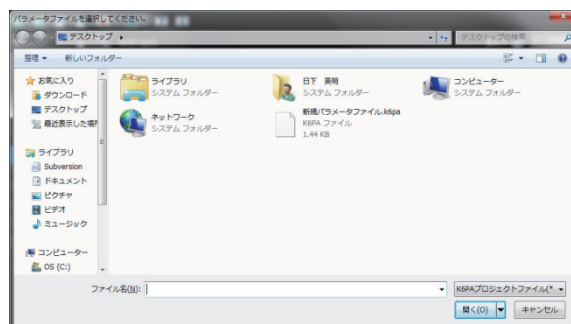 パラメータファイルを選択してください。
デスクトップ
デスクトップの検索
整理 新しいフォルダー
お気に入り
ダウンロード
デスクトップ
最近表示した場所
ライブラリ
Subversion
ドキュメント
ピクチャ
ビデオ
ミュージック
コンピューター
OS (C:)
ライブラリ
システム フォルダー
日下 英明
システム フォルダー
コンピューター
システム フォルダー
ネットワーク
システム フォルダー
新規パラメータファイル.k6pa
K6PA ファイル
1.44 KB
ファイル名(N):
K6PAプロジェクトファイル(*.
開く(O) キャンセル